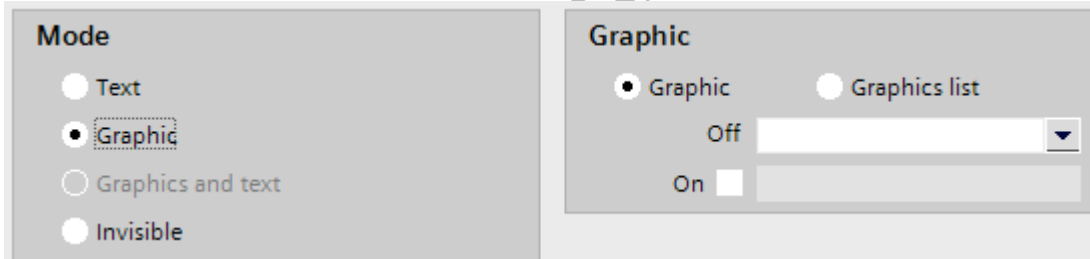 Mode
Text
Graphic
Graphics and text
Invisible
Graphic
Graphic Graphics list
Off
On